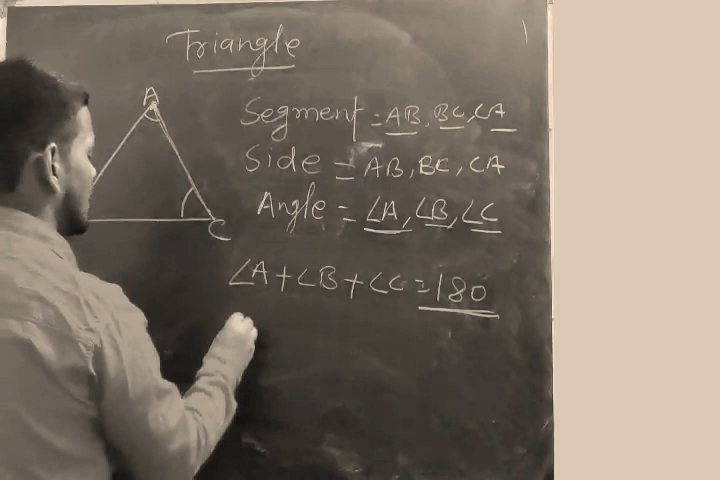 Triangle
A
C
Segment = AB, BC, CA
Side = AB, BC, CA
Angle = ∠A, ∠B, ∠C
∠A + ∠B + ∠C = 180